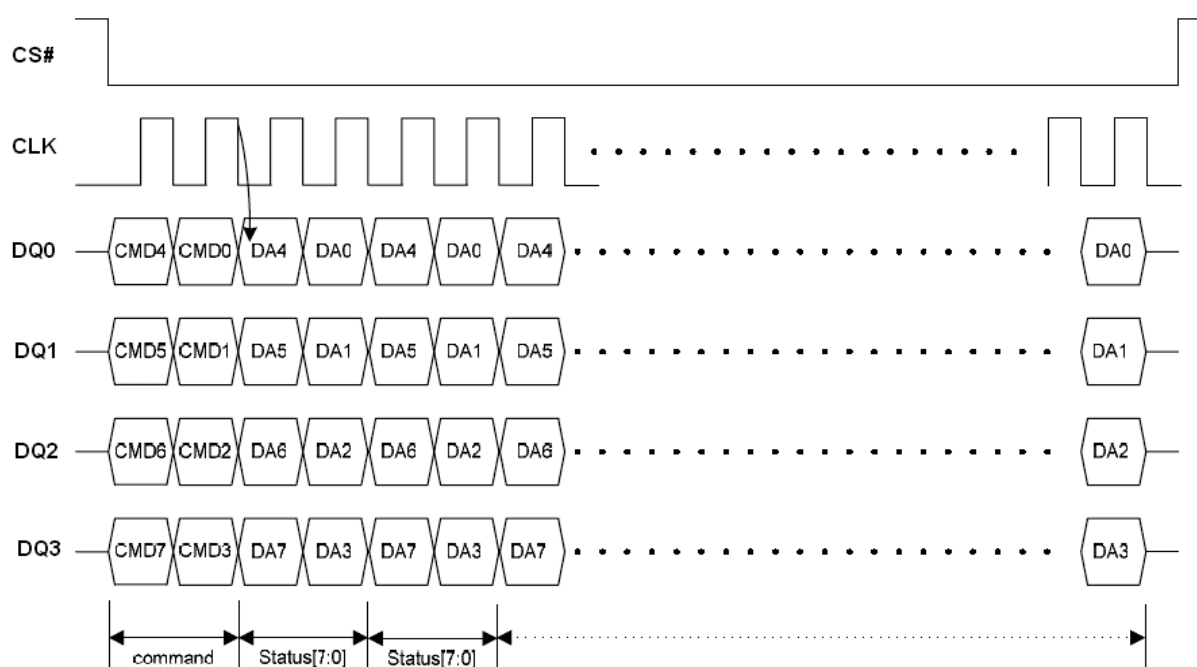 CS#
CLK
DQ0 CMD4 CMD0 DA4 DA0 DA4 DA0 DA4 DA0
DQ1 CMD5 CMD1 DA5 DA1 DA5 DA1 DA5 DA1
DQ2 CMD6 CMD2 DA6 DA2 DA6 DA2 DA6 DA2
DQ3 CMD7 CMD3 DA7 DA3 DA7 DA3 DA7 DA3
command Status[7:0] Status[7:0]